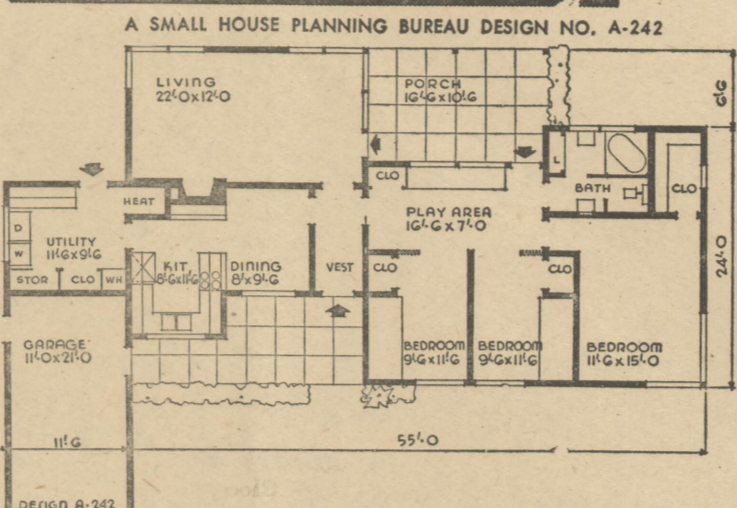 A SMALL HOUSE PLANNING BUREAU DESIGN NO. A-242
LIVING
22'-0x12'-0
PORCH
16'-6x10'-6
6'-6
CLO
L
BATH
CLO
HEAT
PLAY AREA
16'-6x7'-0
24'-0
D
W
UTILITY
11'-6x9'-6
KIT
8'-6x11'-6
DINING
8'x9'-6
VEST
CLO
CLO
STOR
CLO
WH
GARAGE
11'-0x21'-0
BEDROOM
9'-6x11'-6
BEDROOM
9'-6x11'-6
BEDROOM
11'-6x15'-0
11'-6
55'-0
DESIGN A-242